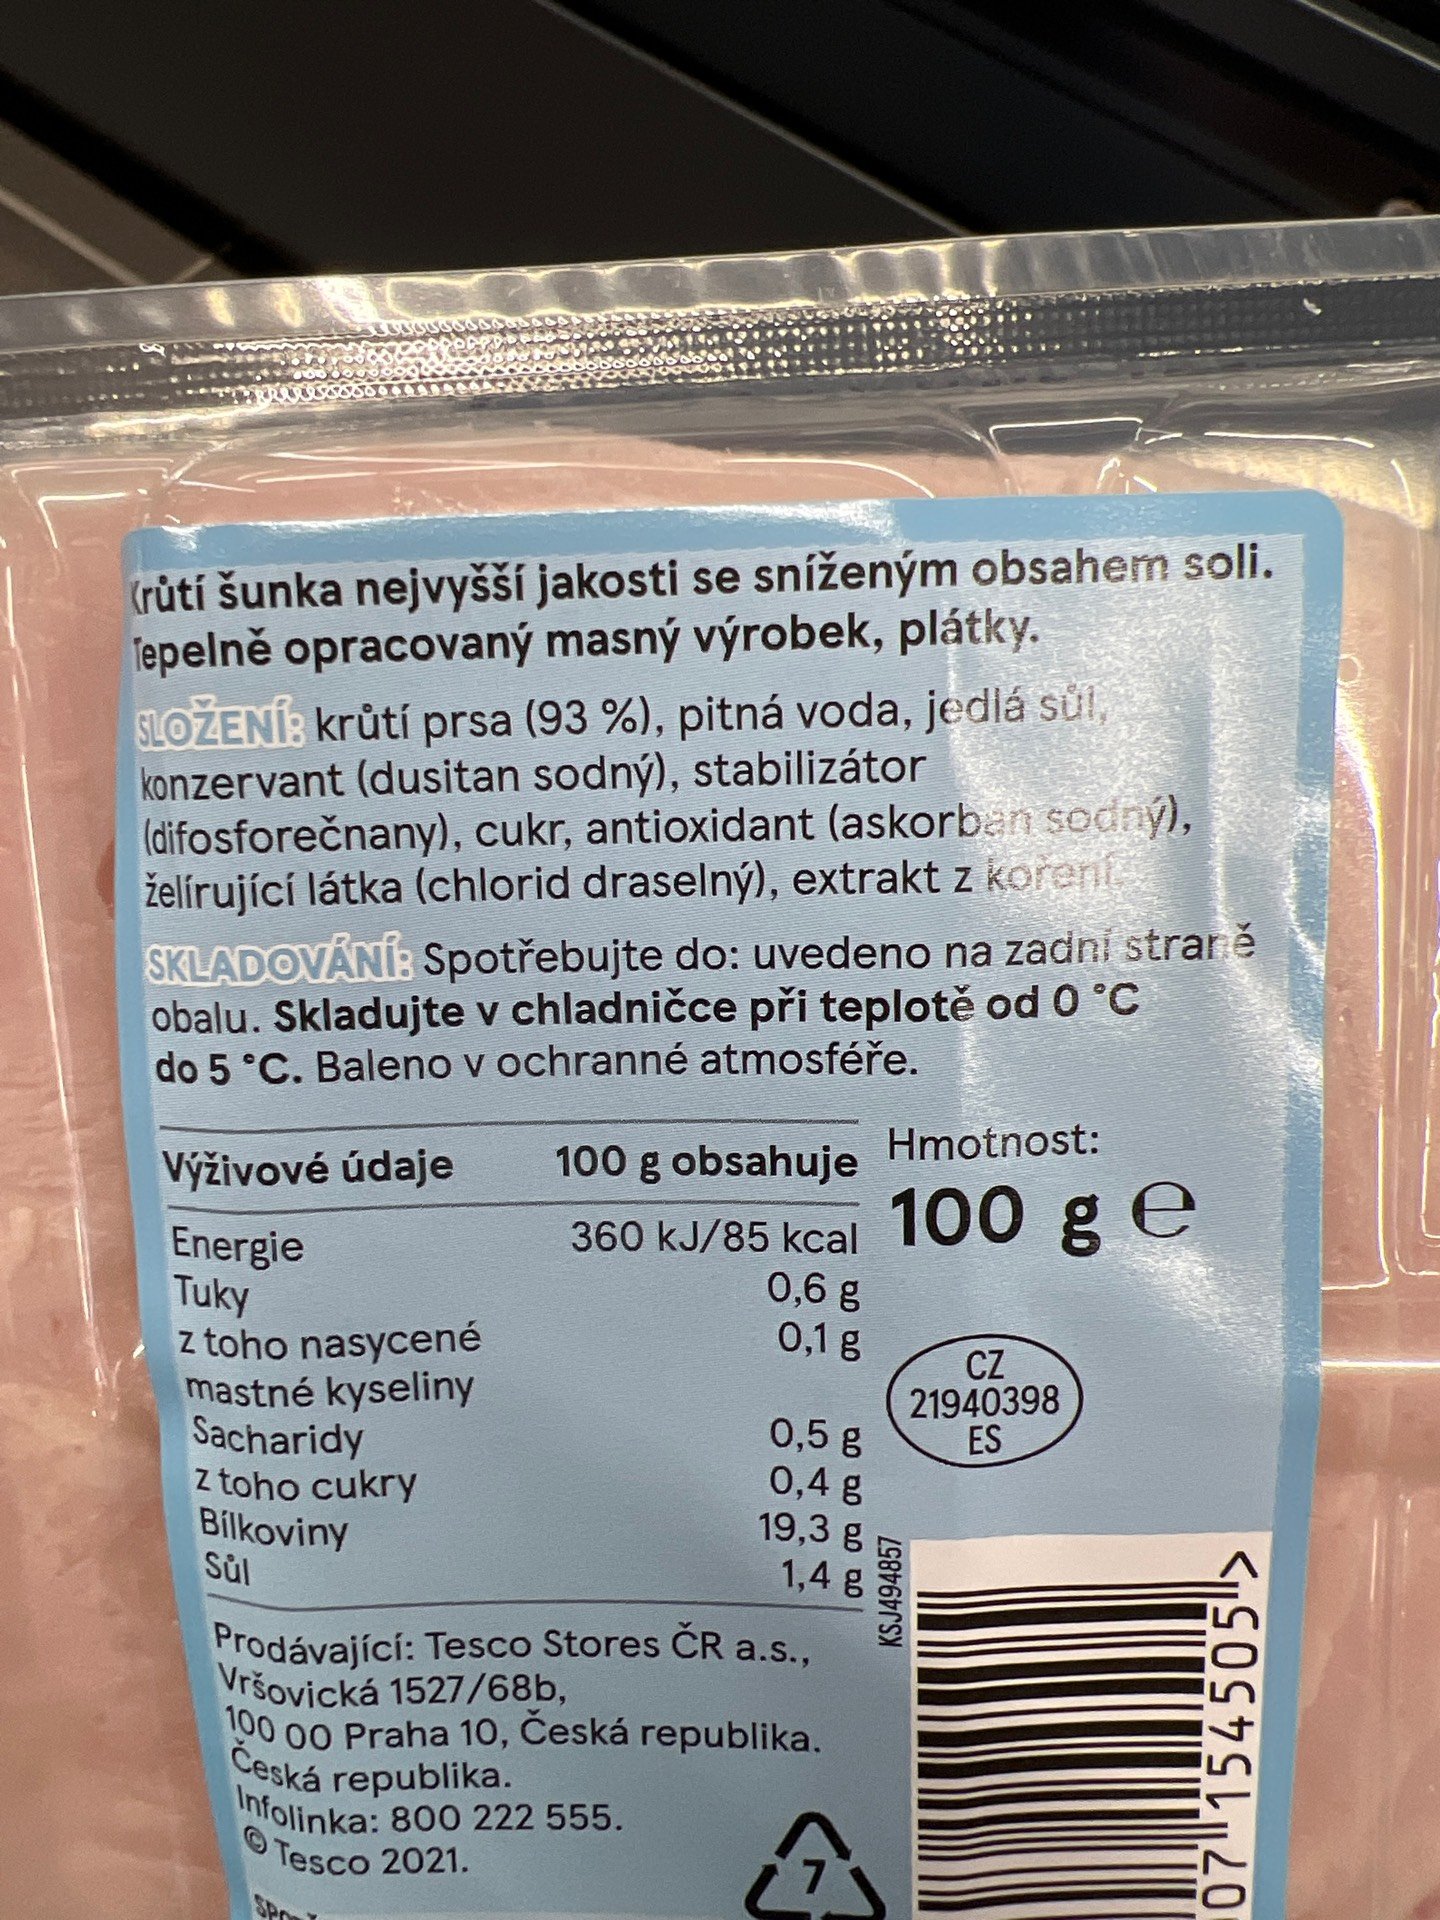 Krůtí šunka nejvyšší jakosti se sníženým obsahem soli.
Tepelně opracovaný masný výrobek, plátky.
SLOŽENÍ: krůtí prsa (93 %), pitná voda, jedlá sůl,
konzervant (dusitan sodný), stabilizátor
(difosforečnany), cukr, antioxidant (askorban sodný),
želírující látka (chlorid draselný), extrakt z koření.
SKLADOVÁNÍ: Spotřebujte do: uvedeno na zadní straně
obalu. Skladujte v chladničce při teplotě od 0 °C
do 5 °C. Baleno v ochranné atmosféře.
Výživové údaje 100 g obsahuje
Energie 360 kJ/85 kcal
Tuky 0,6 g
z toho nasycené 0,1 g
mastné kyseliny
Sacharidy 0,5 g
z toho cukry 0,4 g
Bílkoviny 19,3 g
Sůl 1,4 g
Hmotnost:
100 g ℮
CZ
21940398
ES
KSJ494857
Prodávající: Tesco Stores ČR a.s.,
Vršovická 1527/68b,
100 00 Praha 10, Česká republika.
Česká republika.
Infolinka: 800 222 555.
© Tesco 2021.
7
07 154505 >